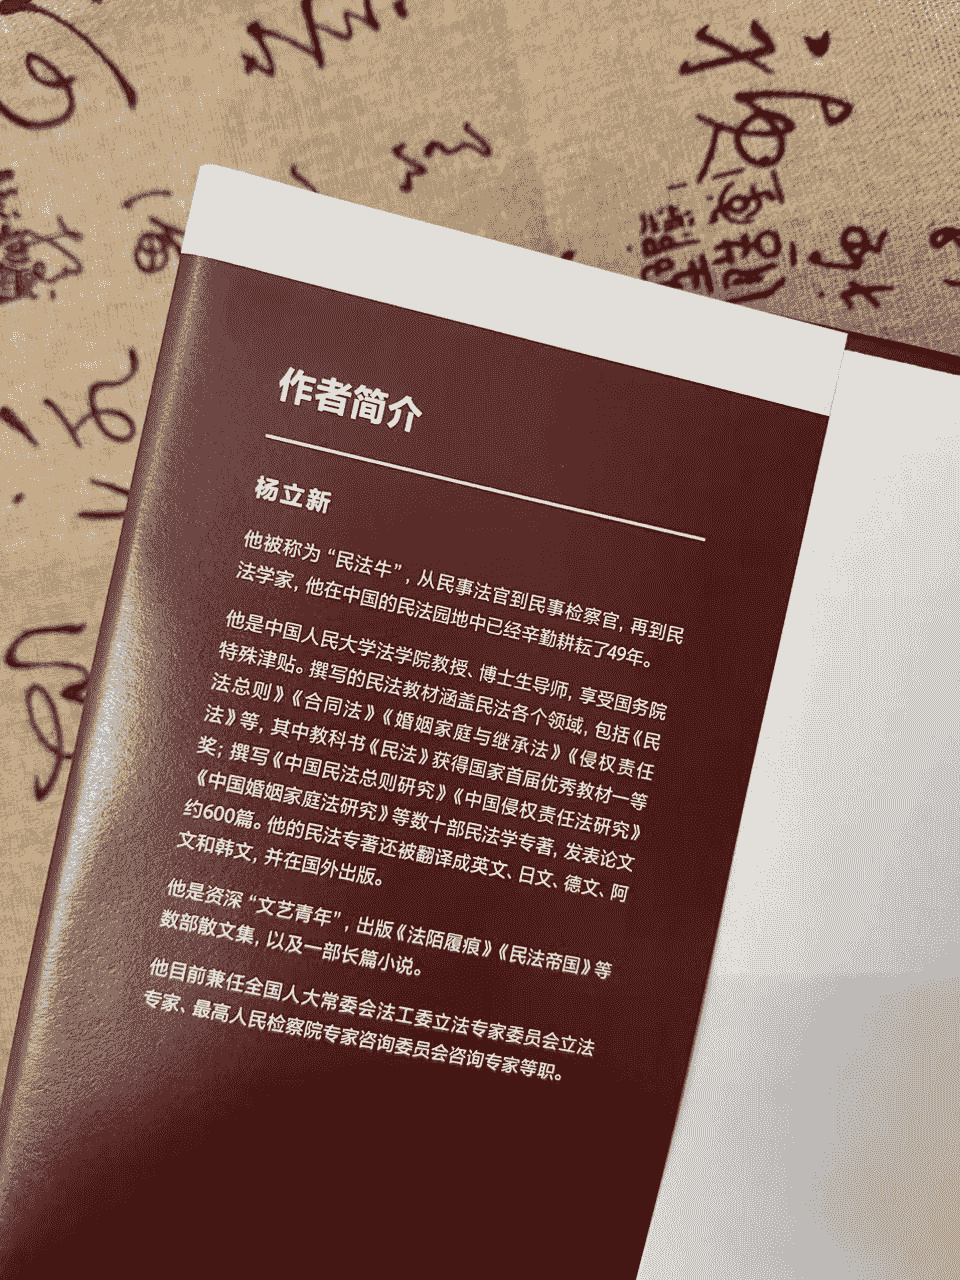 作者简介
杨立新
他被称为“民法牛”，从民事法官到民事检察官，再到民
法学家，他在中国的民法园地中已经辛勤耕耘了49年。
他是中国人民大学法学院教授、博士生导师，享受国务院
特殊津贴。撰写的民法教材涵盖民法各个领域，包括《民
法总则》《合同法》《婚姻家庭与继承法》《侵权责任
法》等，其中教科书《民法》获得国家首届优秀教材一等
奖；撰写《中国民法总则研究》《中国侵权责任法研究》
《中国婚姻家庭法研究》等数十部民法学专著，发表论文
约600篇。他的民法专著还被翻译成英文、日文、德文、阿
文和韩文，并在国外出版。
他是资深“文艺青年”，出版《法陌履痕》《民法帝国》等
数部散文集，以及一部长篇小说。
他目前兼任全国人大常委会法工委立法专家委员会立法
专家、最高人民检察院专家咨询委员会咨询专家等职。